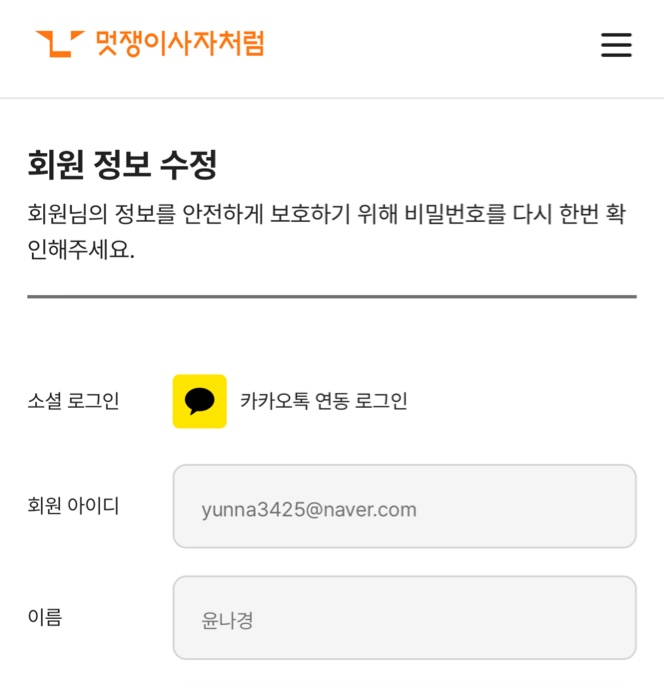 멋쟁이사자처럼
회원 정보 수정
회원님의 정보를 안전하게 보호하기 위해 비밀번호를 다시 한번 확
인해주세요.
소셜 로그인 카카오톡 연동 로그인
회원 아이디 yunna3425@naver.com
이름 윤나경